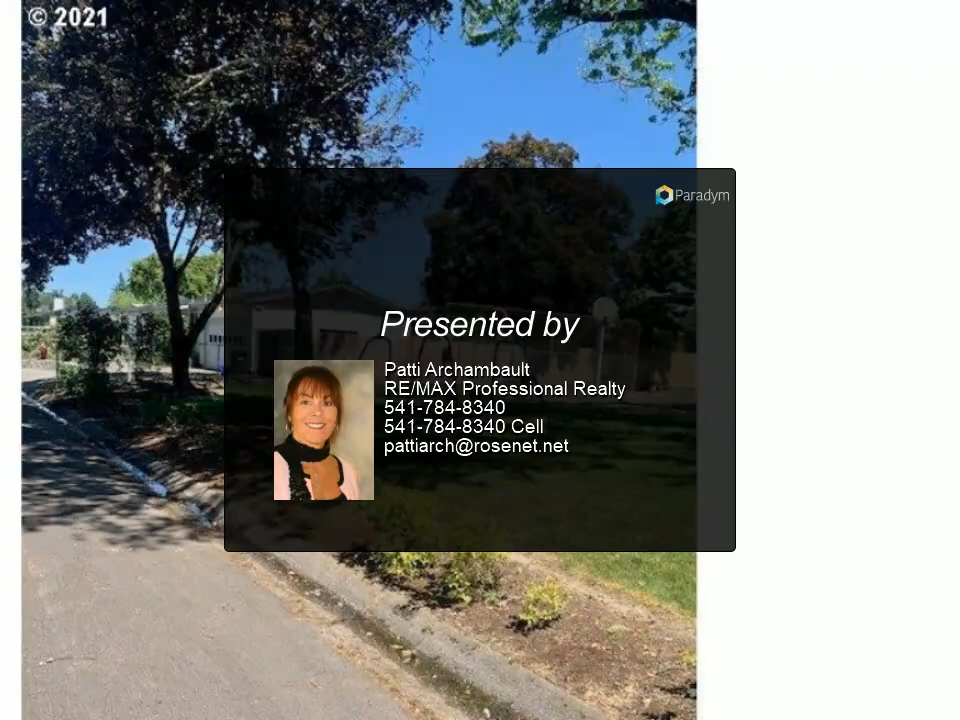 © 2021
Paradym
Presented by
Patti Archambault
RE/MAX Professional Realty
541-784-8340
541-784-8340 Cell
pattiarch@rosenet.net